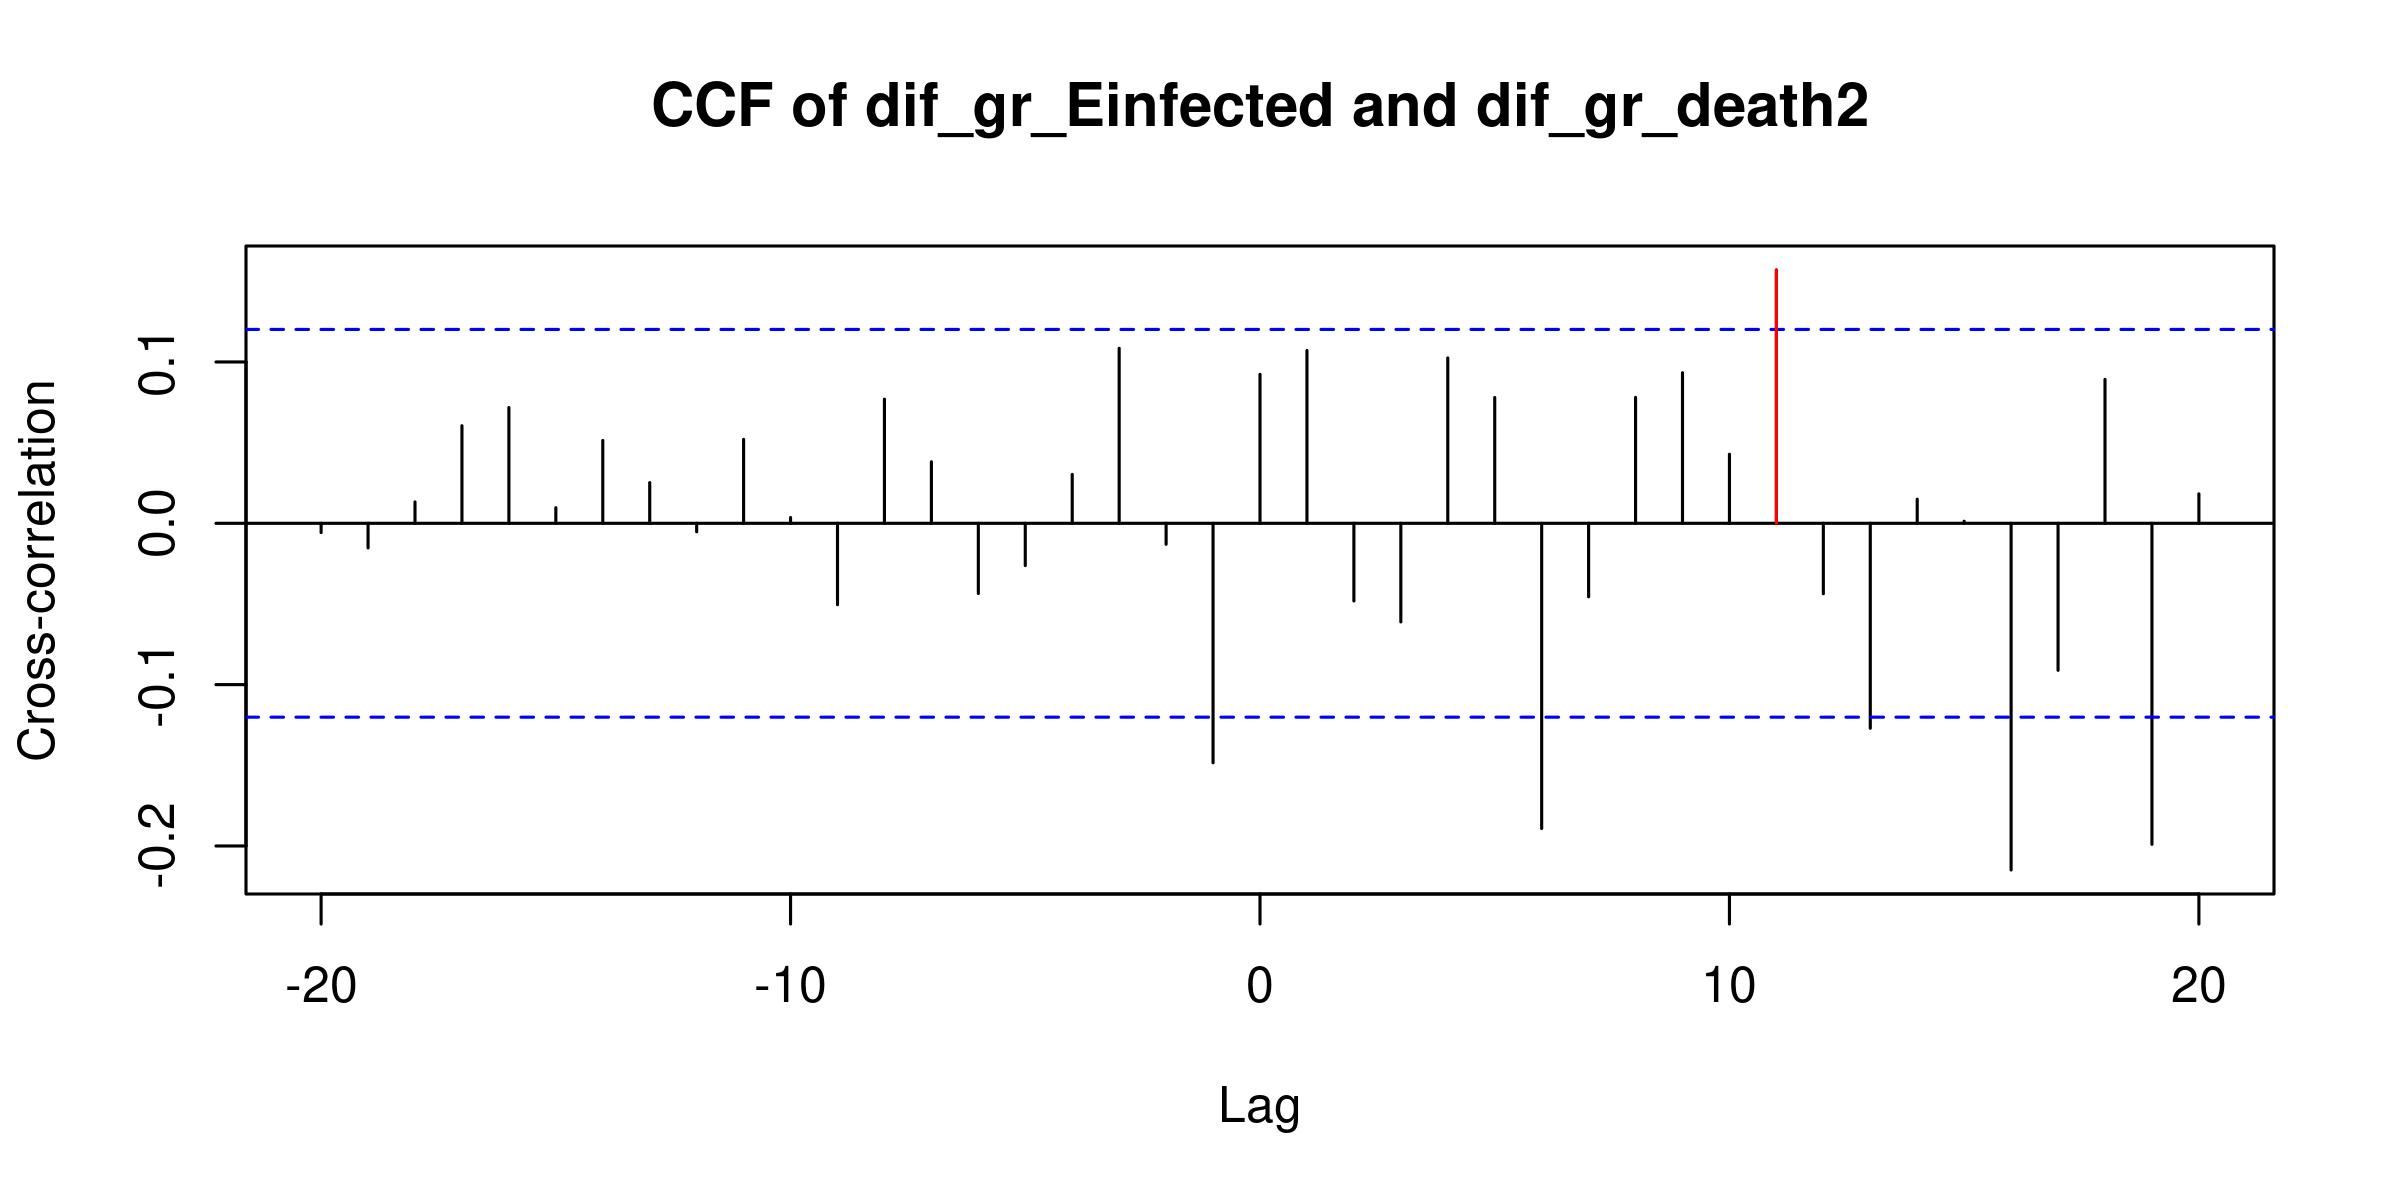 CCF of dif_gr_Einfected and dif_gr_death2
Cross-correlation
0.1
0.0
-0.1
-0.2
-20 -10 0 10 20
Lag